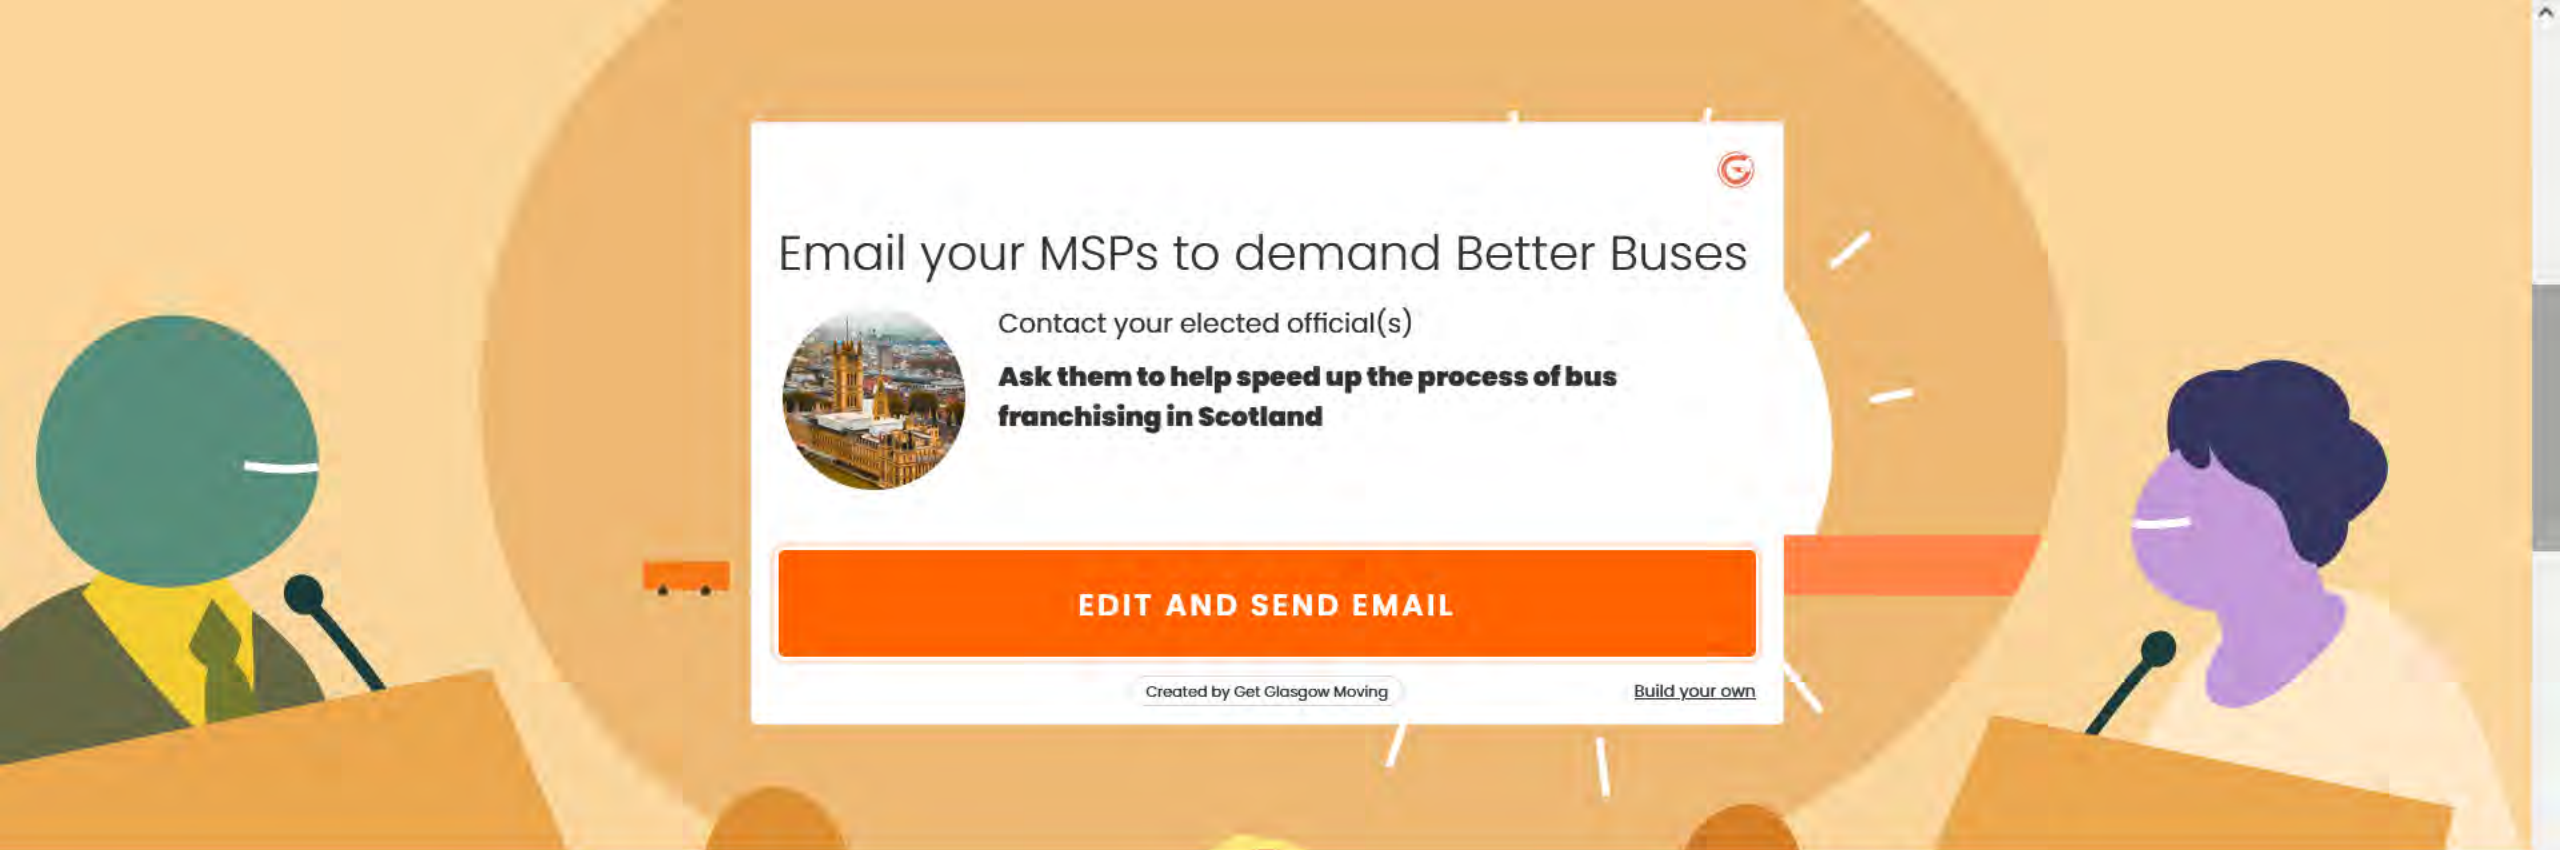 Email your MSPs to demand Better Buses
Contact your elected official(s)
Ask them to help speed up the process of bus
franchising in Scotland
EDIT AND SEND EMAIL
Created by Get Glasgow Moving
Build your own